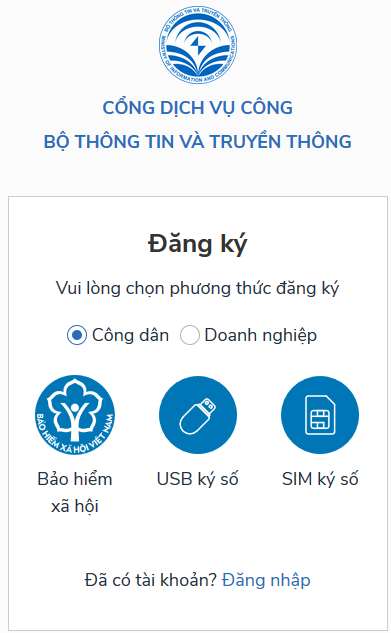 BỘ THÔNG TIN VÀ TRUYỀN THÔNG
MINISTRY OF INFORMATION AND COMMUNICATIONS
CỔNG DỊCH VỤ CÔNG
BỘ THÔNG TIN VÀ TRUYỀN THÔNG
Đăng ký
Vui lòng chọn phương thức đăng ký
Công dân Doanh nghiệp
BẢO HIỂM XÃ HỘI VIỆT NAM
Bảo hiểm
xã hội
USB ký số
SIM ký số
Đã có tài khoản? Đăng nhập